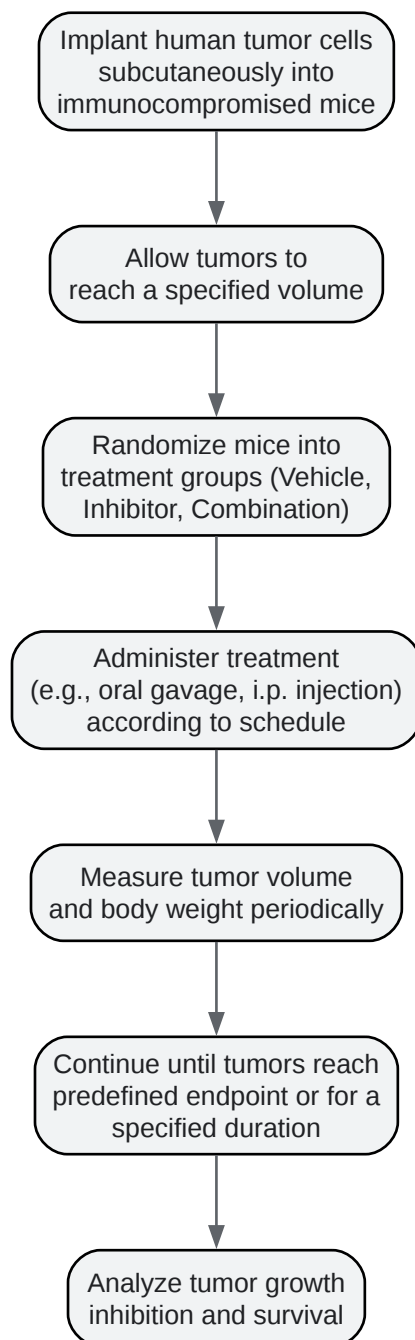 Implant human tumor cells
subcutaneously into
immunocompromised mice
Allow tumors to
reach a specified volume
Randomize mice into
treatment groups (Vehicle,
Inhibitor, Combination)
Administer treatment
(e.g., oral gavage, i.p. injection)
according to schedule
Measure tumor volume
and body weight periodically
Continue until tumors reach
predefined endpoint or for a
specified duration
Analyze tumor growth
inhibition and survival